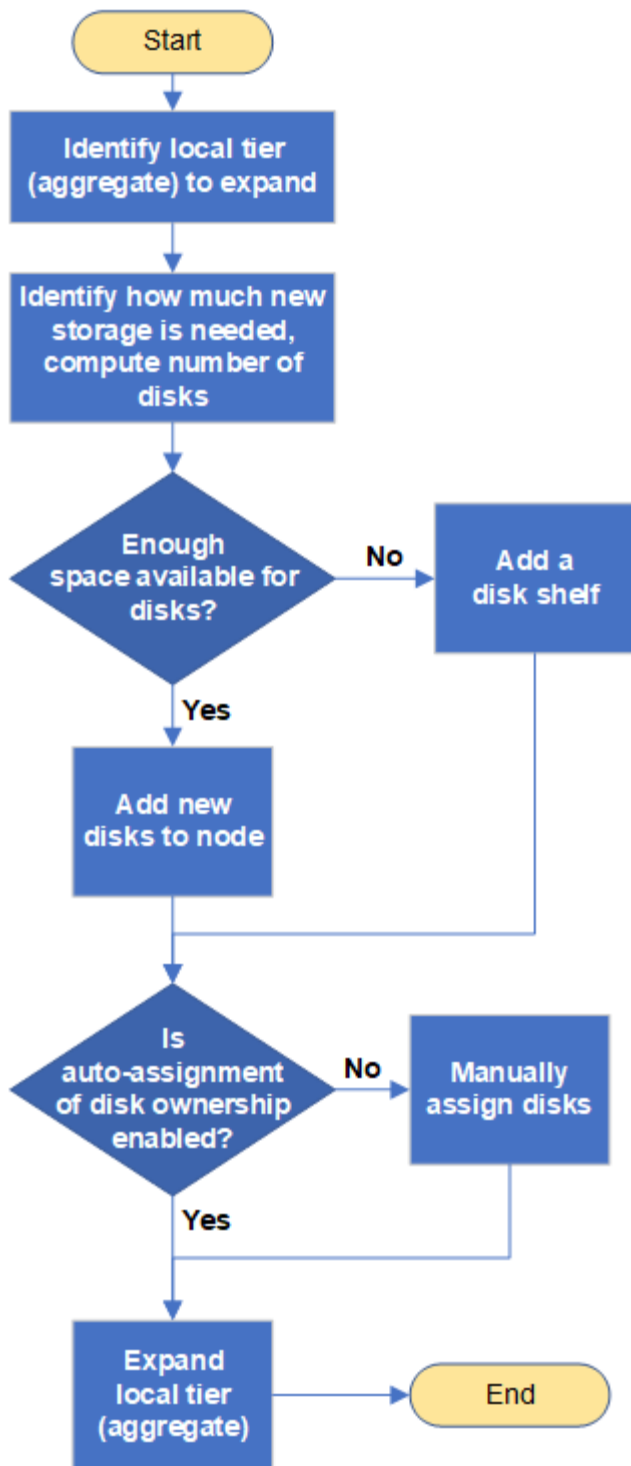 Start
Identify local tier
(aggregate) to expand
Identify how much new
storage is needed,
compute number of
disks
Enough
space available for
disks?
No
Add a
disk shelf
Yes
Add new
disks to node
Is
auto-assignment
of disk ownership
enabled?
No
Manually
assign disks
Yes
Expand
local tier
(aggregate)
End